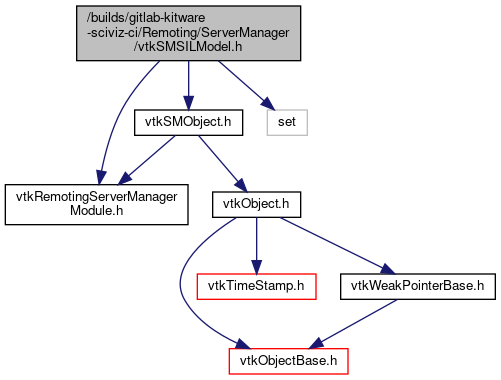 /builds/gitlab-kitware
-sciviz-ci/Remoting/ServerManager
/vtkSMSILModel.h
vtkSMObject.h
set
vtkRemotingServerManager
Module.h
vtkObject.h
vtkTimeStamp.h
vtkWeakPointerBase.h
vtkObjectBase.h